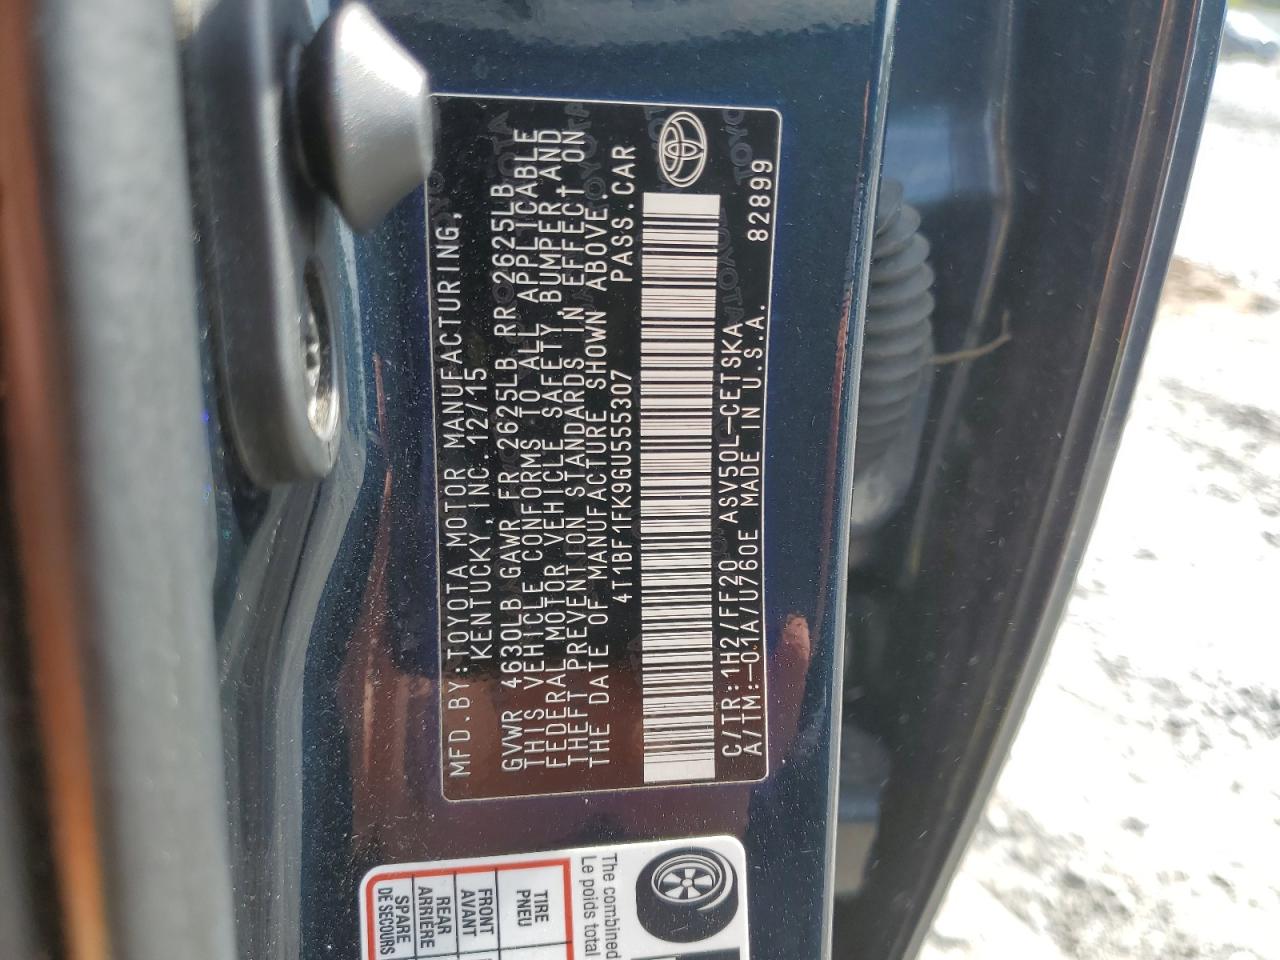 MFD.BY:TOYOTA MOTOR MANUFACTURING,
KENTUCKY, INC. 12/15
GVWR 4630LB GAWR FR 2625LB RR 2625LB
THIS VEHICLE CONFORMS TO ALL APPLICABLE
FEDERAL MOTOR VEHICLE SAFETY, BUMPER, AND
THEFT PREVENTION STANDARDS IN EFFECT ON
THE DATE OF MANUFACTURE SHOWN ABOVE.
4T1BF1FK9GU555307 PASS.CAR
C/TR:1H2/FF20 ASV50L-CETSKA
A/TM:-01A/U760E MADE IN U.S.A. 82899
The combined
Le poids total
TIRE
PNEU
FRONT
AVANT
REAR
ARRIÈRE
SPARE
DE SECOURS